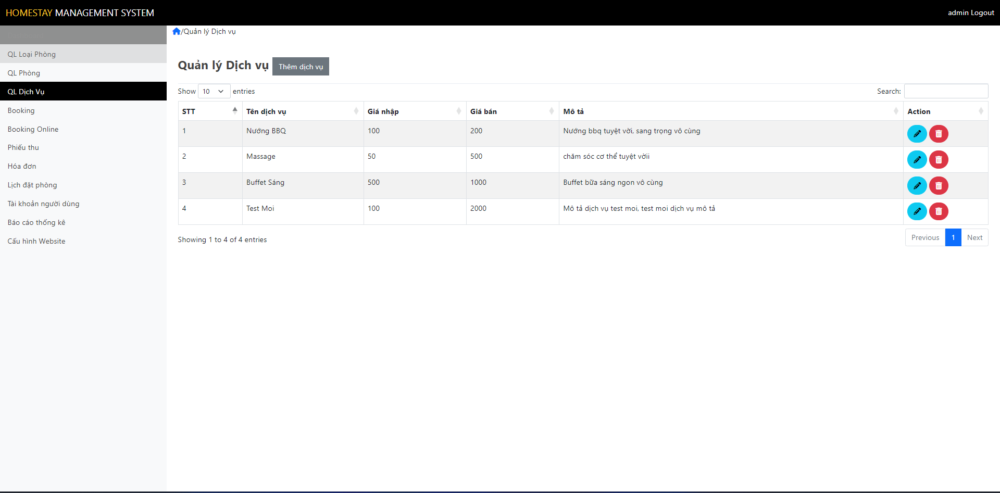 HOMESTAY MANAGEMENT SYSTEM
admin Logout
/Quản lý Dịch vụ
QL Loại Phòng
QL Phòng
QL Dịch Vụ
Booking
Booking Online
Phiếu thu
Hóa đơn
Lịch đặt phòng
Tài khoản người dùng
Báo cáo thống kê
Cấu hình Website
Quản lý Dịch vụ Thêm dịch vụ
Show 10 entries Search:
STT Tên dịch vụ Giá nhập Giá bán Mô tả Action
1 Nướng BBQ 100 200 Nướng bbq tuyệt vời, sang trọng vô cùng
2 Massage 50 500 chăm sóc cơ thể tuyệt vờii
3 Buffet Sáng 500 1000 Buffet bữa sáng ngon vô cùng
4 Test Moi 100 2000 Mô tả dịch vụ test moi, test moi dịch vụ mô tả
Showing 1 to 4 of 4 entries Previous 1 Next